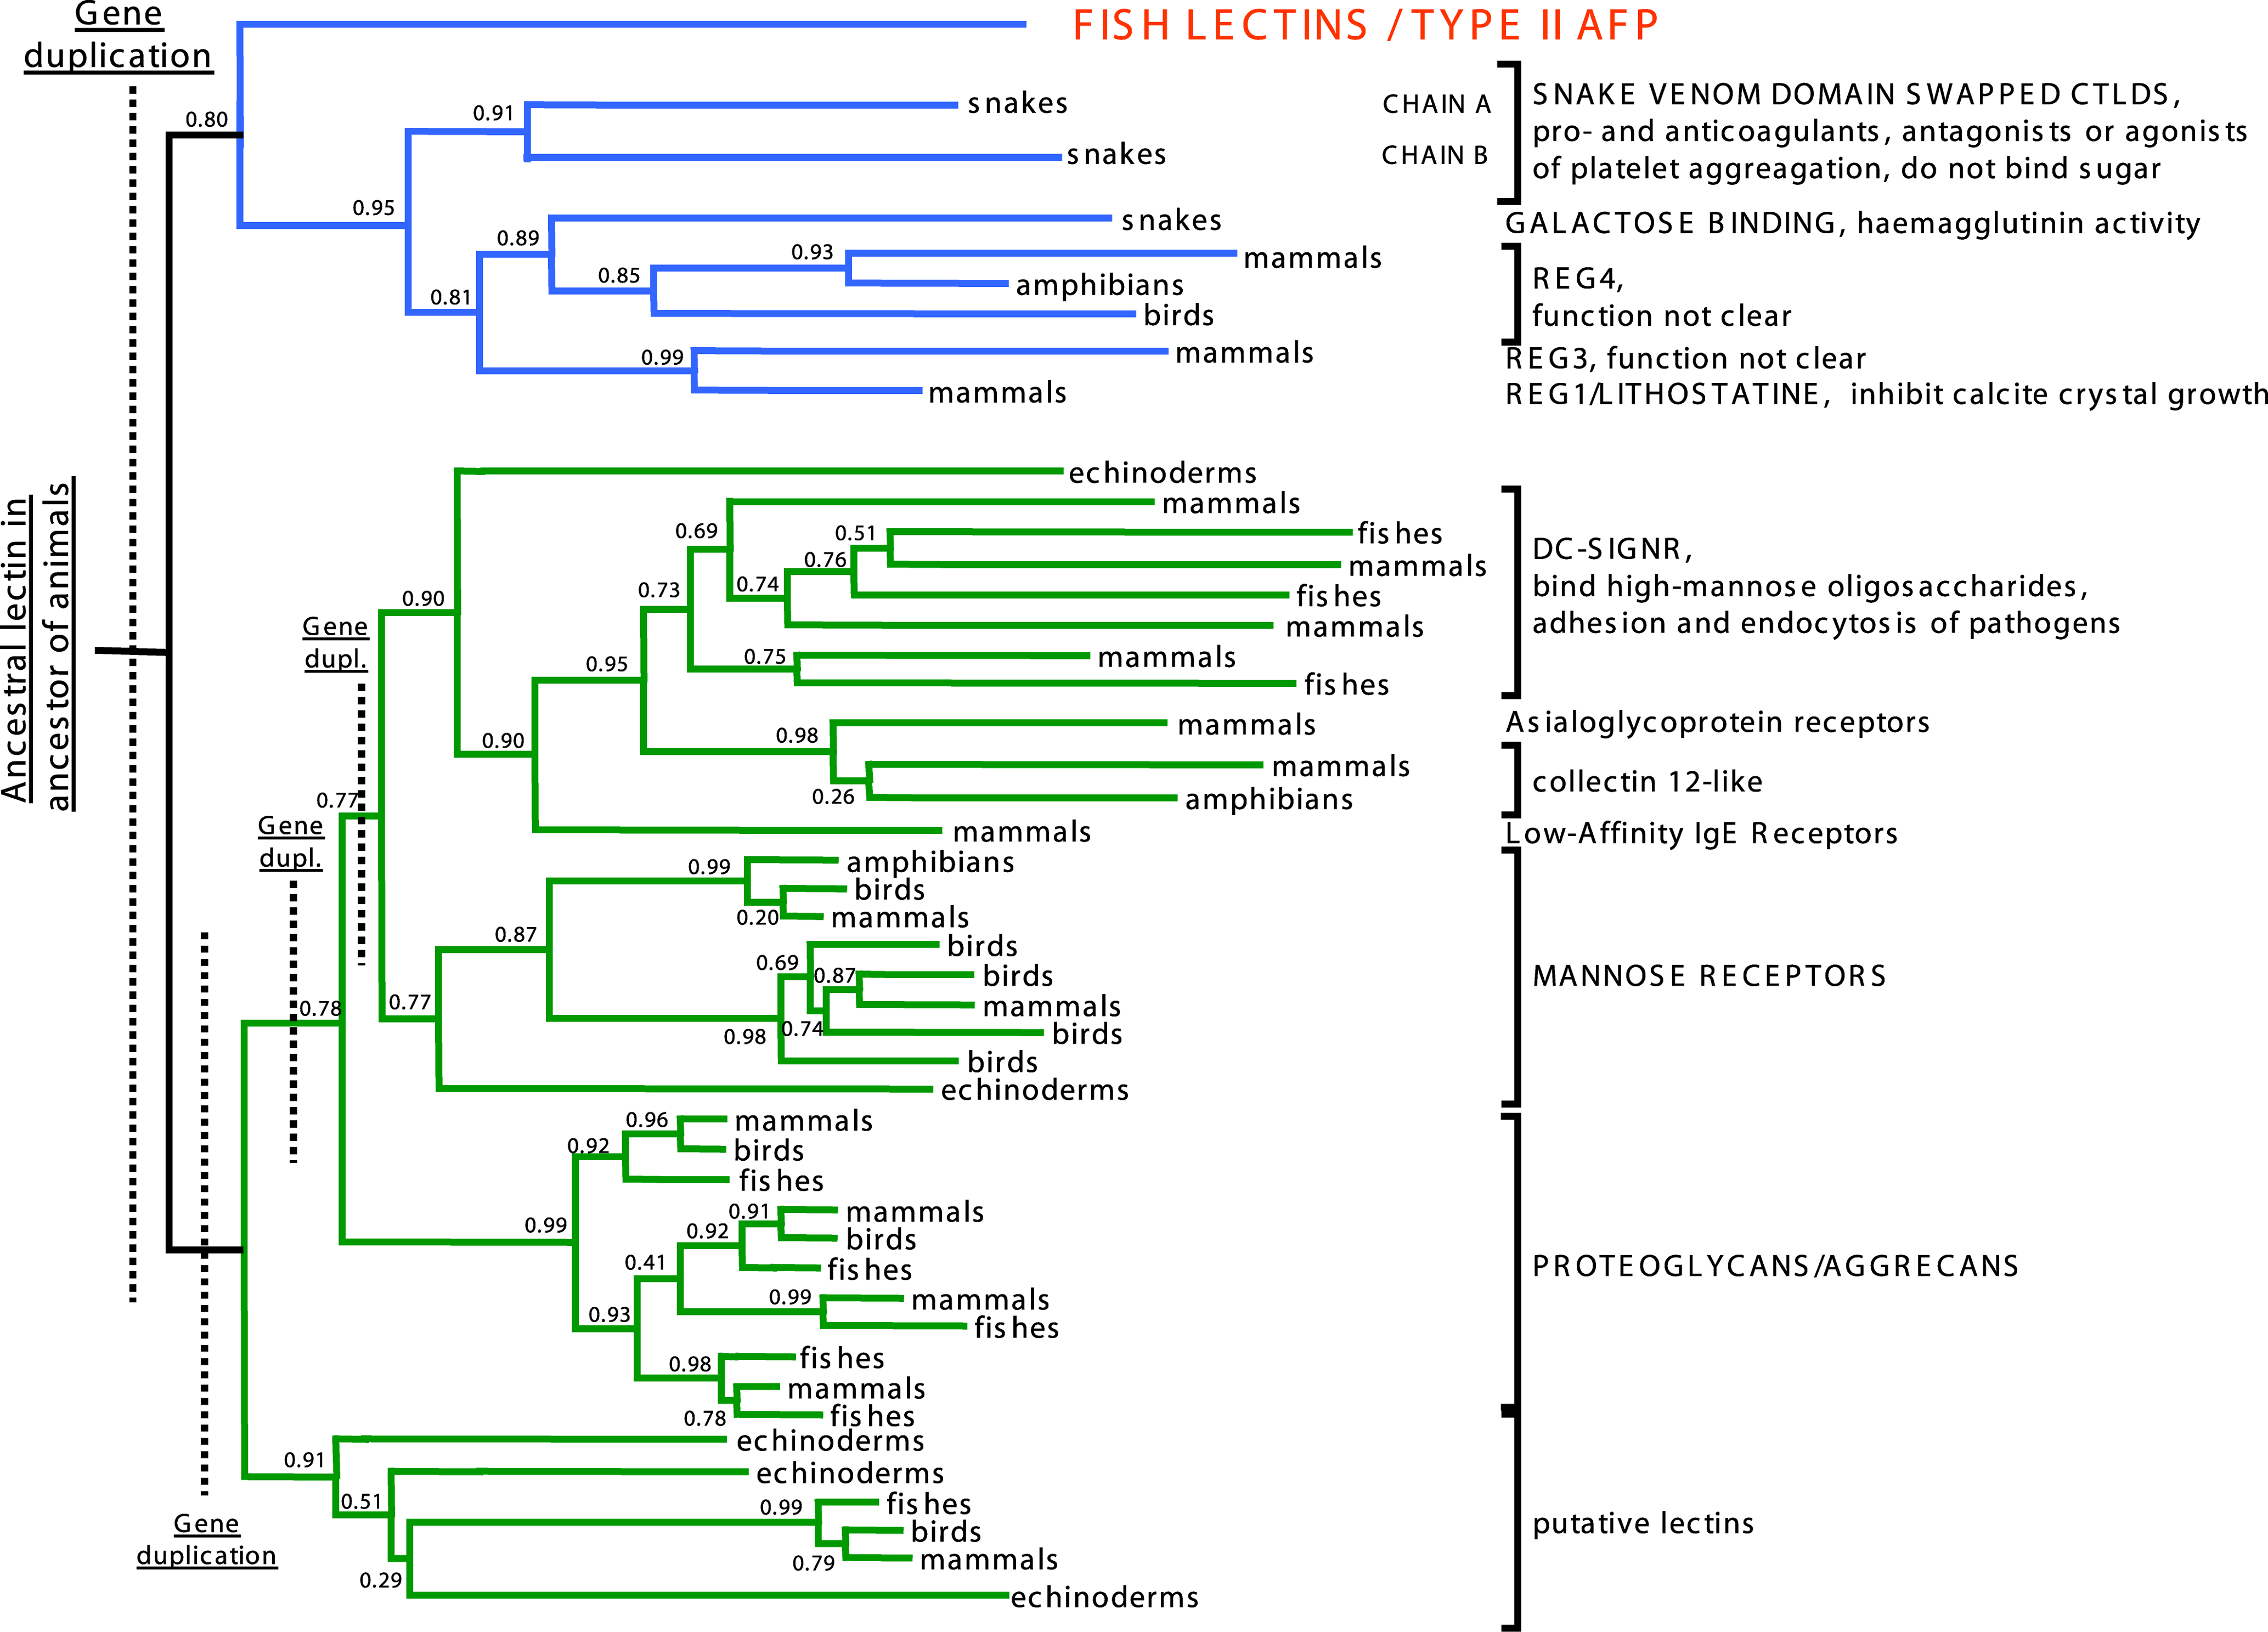 Gene
duplication
FISH LECTINS / TYPE II AFP
0.80
0.91
snakes
CHAIN A
snakes
CHAIN B
SNAKE VENOM DOMAIN SWAPPED CTLDS,
pro- and anticoagulants, antagonists or agonists
of platelet aggreagation, do not bind sugar
0.95
0.89
snakes
GALACTOSE BINDING, haemagglutinin activity
0.93
mammals
0.85
amphibians
0.81
birds
REG4,
function not clear
0.99
mammals
REG3, function not clear
mammals
REG1/LITHOSTATINE, inhibit calcite crystal growth
Ancestral lectin in
ancestor of animals
echinoderms
mammals
0.69
0.51
fishes
0.76
mammals
0.74
0.73
fishes
mammals
DC-SIGNR,
bind high-mannose oligosaccharides,
adhesion and endocytosis of pathogens
0.90
Gene
dupl.
0.95
0.75
mammals
fishes
0.90
0.98
mammals
Asialoglycoprotein receptors
mammals
0.26
amphibians
collectin 12-like
0.77
mammals
Low-Affinity IgE Receptors
Gene
dupl.
0.99
amphibians
birds
0.20
mammals
0.87
birds
0.69
0.87
birds
mammals
0.78
0.77
0.98
0.74
birds
birds
MANNOSE RECEPTORS
echinoderms
0.96
mammals
0.92
birds
fishes
0.99
0.91
mammals
0.92
birds
0.41
fishes
PROTEOGLYCANS/AGGRECANS
0.99
mammals
0.93
fishes
0.98
fishes
mammals
0.78
fishes
echinoderms
0.91
echinoderms
0.51
0.99
fishes
birds
0.79
mammals
putative lectins
Gene
duplication
0.29
echinoderms